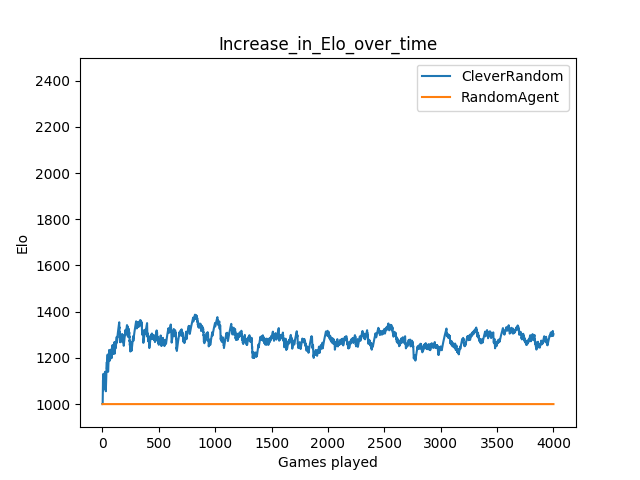 Increase_in_Elo_over_time
CleverRandom
RandomAgent
2400
2200
2000
1800
1600
1400
1200
1000
Elo
0 500 1000 1500 2000 2500 3000 3500 4000
Games played